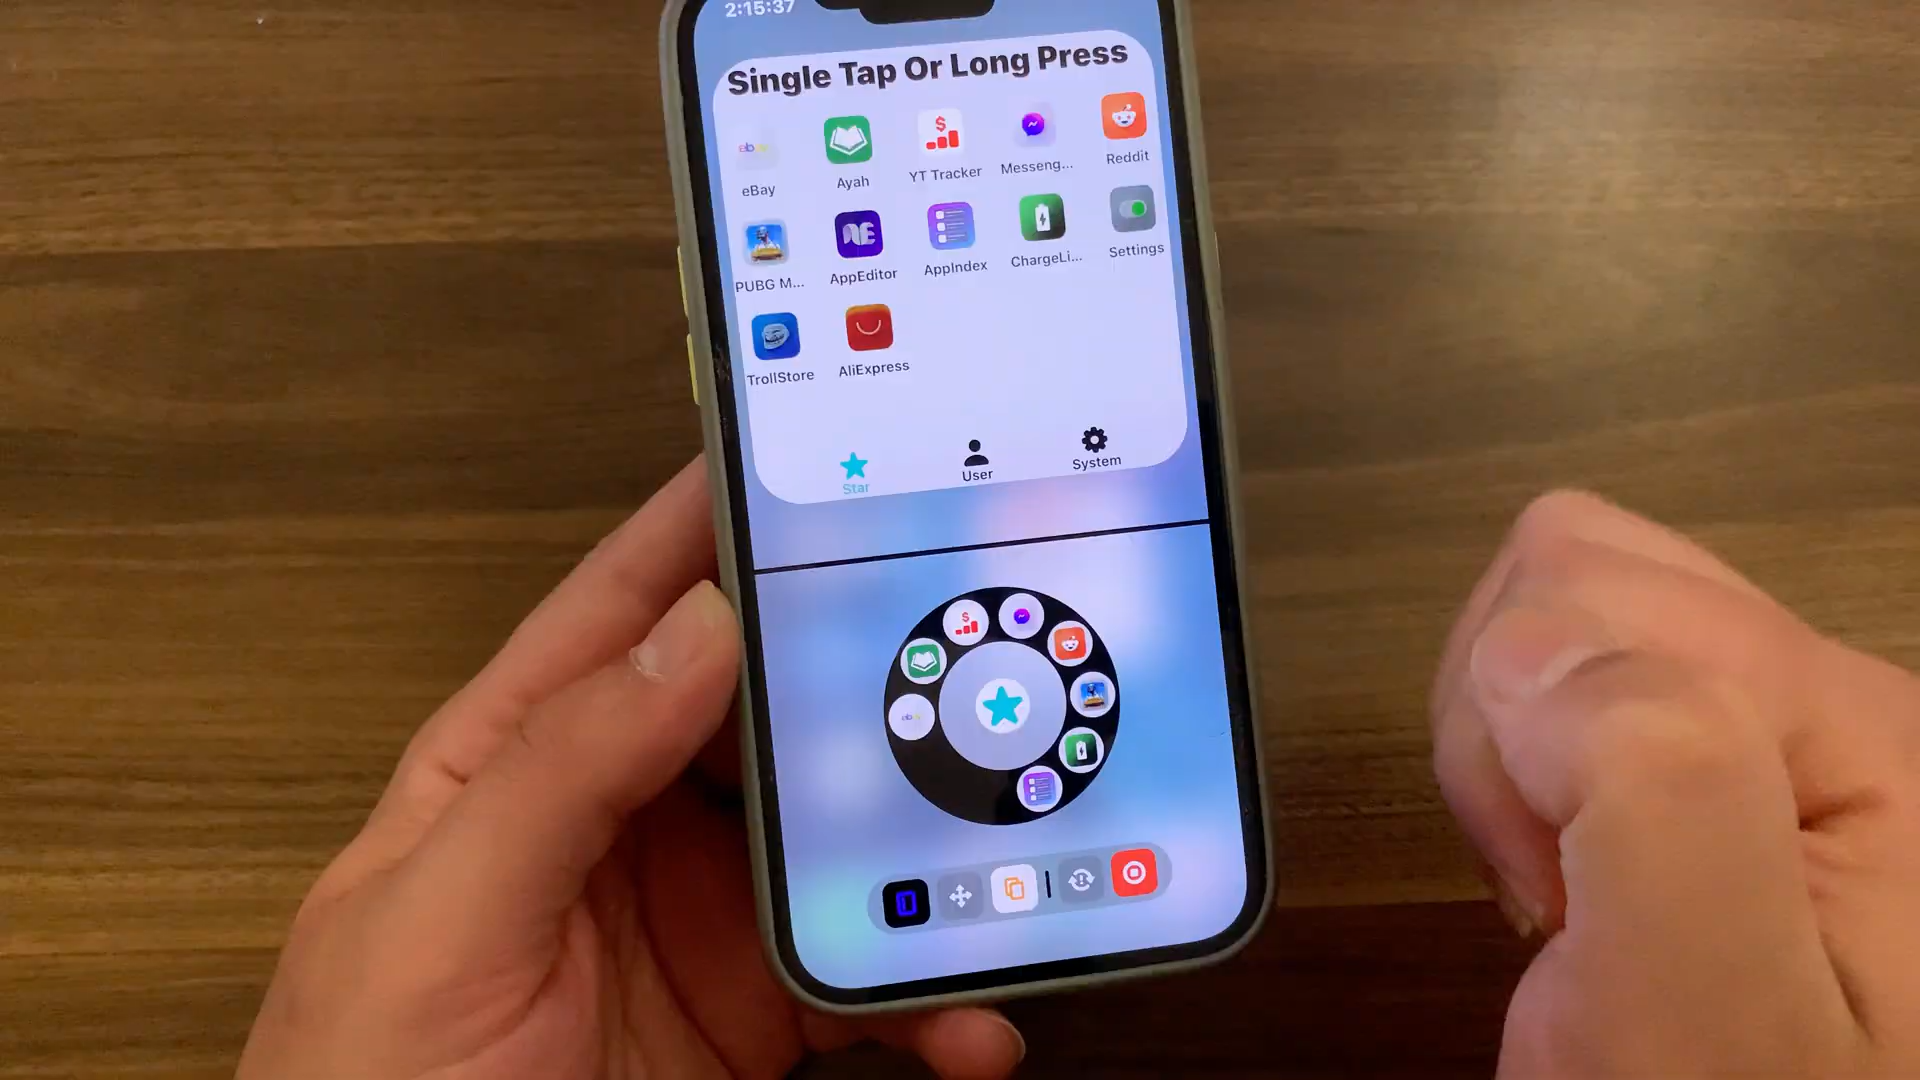 2:15:37
Single Tap Or Long Press
eBay
Ayah
YT Tracker
Messeng...
Reddit
PUBG M...
AppEditor
AppIndex
ChargeLi...
Settings
TrollStore
AliExpress
Star
User
System